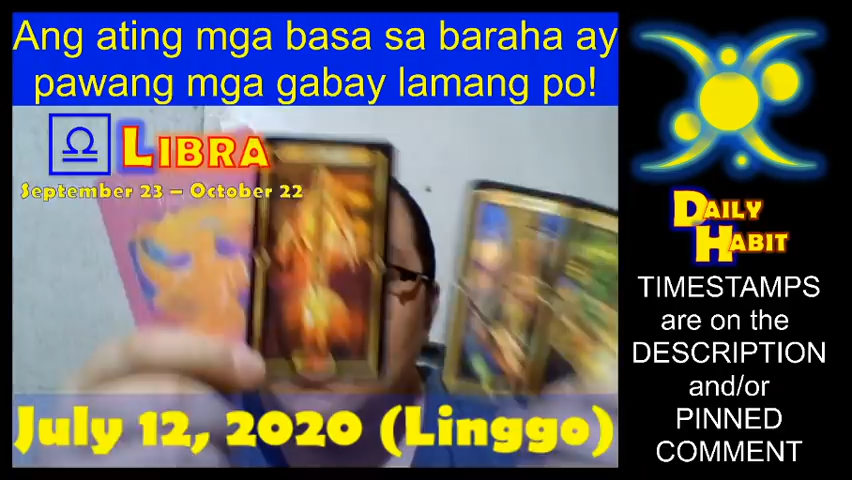 Ang ating mga basa sa baraha ay
pawang mga gabay lamang po!
♎ LIBRA
September 23 – October 22
July 12, 2020 (Linggo)
DAILY
HABIT
TIMESTAMPS
are on the
DESCRIPTION
and/or
PINNED
COMMENT